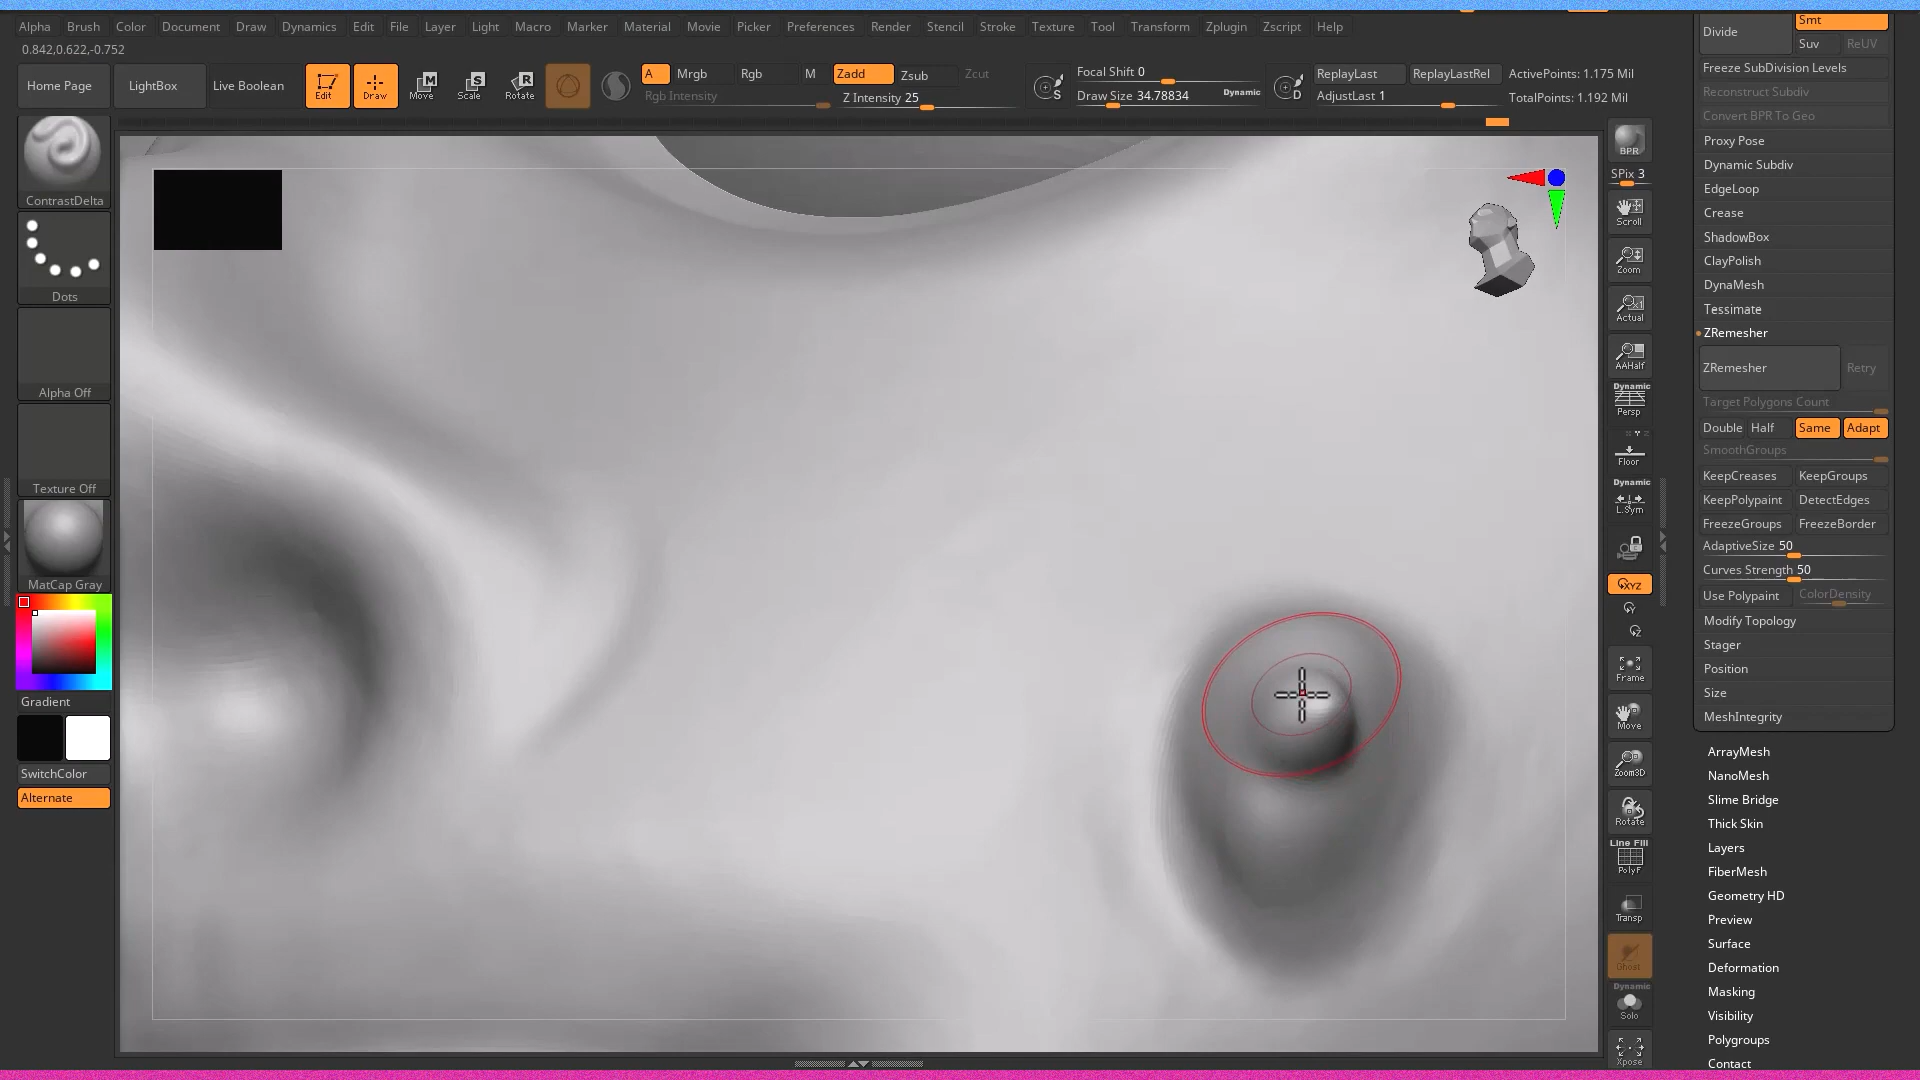 Alpha Brush Color Document Draw Dynamics Edit File Layer Light Macro Marker Material Movie Picker Preferences Render Stencil Stroke Texture Tool Transform Zplugin Zscript Help
0.842,0.622,-0.752
Home Page
LightBox
Live Boolean
Edit
Draw
Move
Scale
Rotate
A
Mrgb
Rgb
M
Zadd
Zsub
Zcut
Rgb Intensity
Z Intensity 25
Focal Shift 0
Draw Size 34.78834
Dynamic
ReplayLast
ReplayLastRel
AdjustLast 1
ActivePoints: 1.175 Mil
TotalPoints: 1.192 Mil
ContrastDelta
Dots
Alpha Off
Texture Off
MatCap Gray
Gradient
SwitchColor
Alternate
BPR
SPix 3
Scroll
Zoom
Actual
AAHalf
Dynamic
Persp
Floor
Dynamic
L.Sym
XYZ
Frame
Move
Zoom3D
Rotate
Line Fill
PolyF
Transp
Ghost
Dynamic
Solo
Xpose
Divide
Smt
Suv
ReUV
Freeze SubDivision Levels
Reconstruct Subdiv
Convert BPR To Geo
Proxy Pose
Dynamic Subdiv
EdgeLoop
Crease
ShadowBox
ClayPolish
DynaMesh
Tessimate
ZRemesher
ZRemesher
Retry
Target Polygons Count
Double Half Same Adapt
SmoothGroups
KeepCreases KeepGroups
KeepPolypaint DetectEdges
FreezeGroups FreezeBorder
AdaptiveSize 50
Curves Strength 50
Use Polypaint ColorDensity
Modify Topology
Stager
Position
Size
MeshIntegrity
ArrayMesh
NanoMesh
Slime Bridge
Thick Skin
Layers
FiberMesh
Geometry HD
Preview
Surface
Deformation
Masking
Visibility
Polygroups
Contact